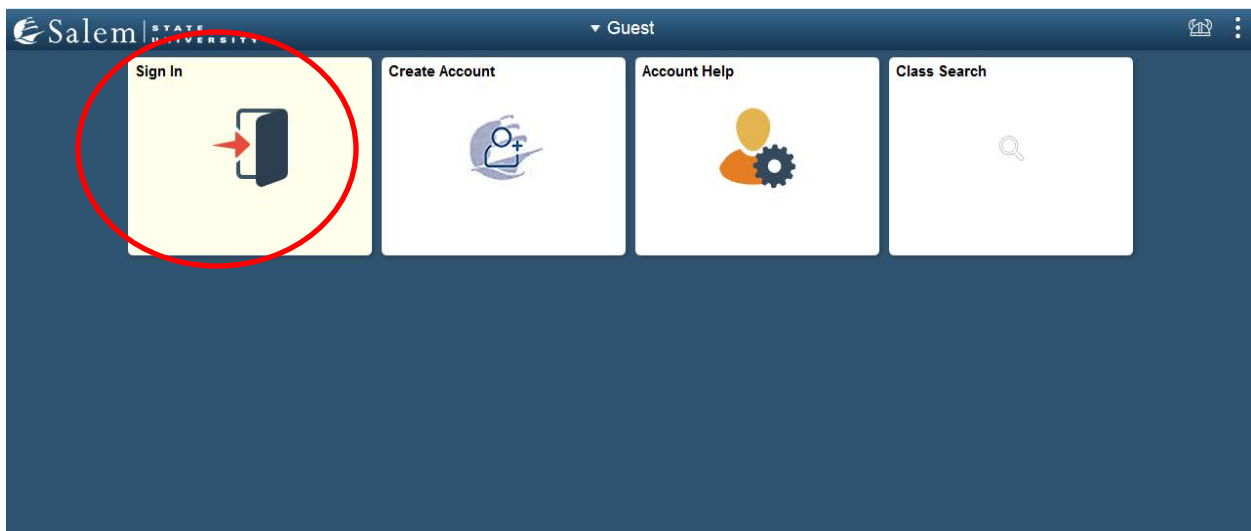 Salem STATE UNIVERSITY
Guest
Sign In
Create Account
Account Help
Class Search